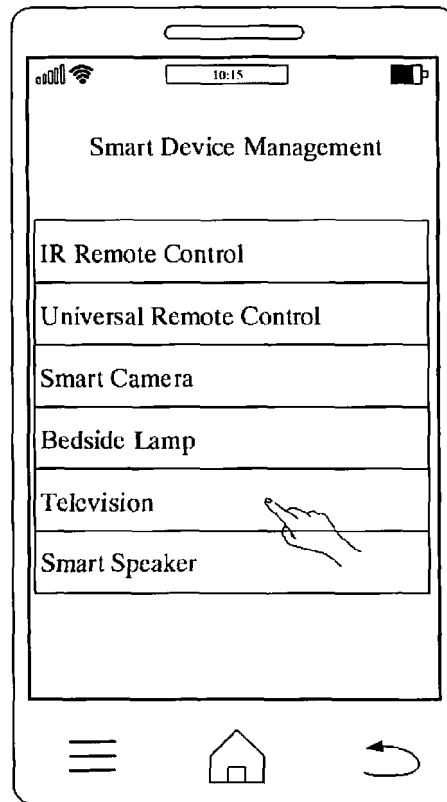 10:15
Smart Device Management
IR Remote Control
Universal Remote Control
Smart Camera
Bedside Lamp
Television
Smart Speaker